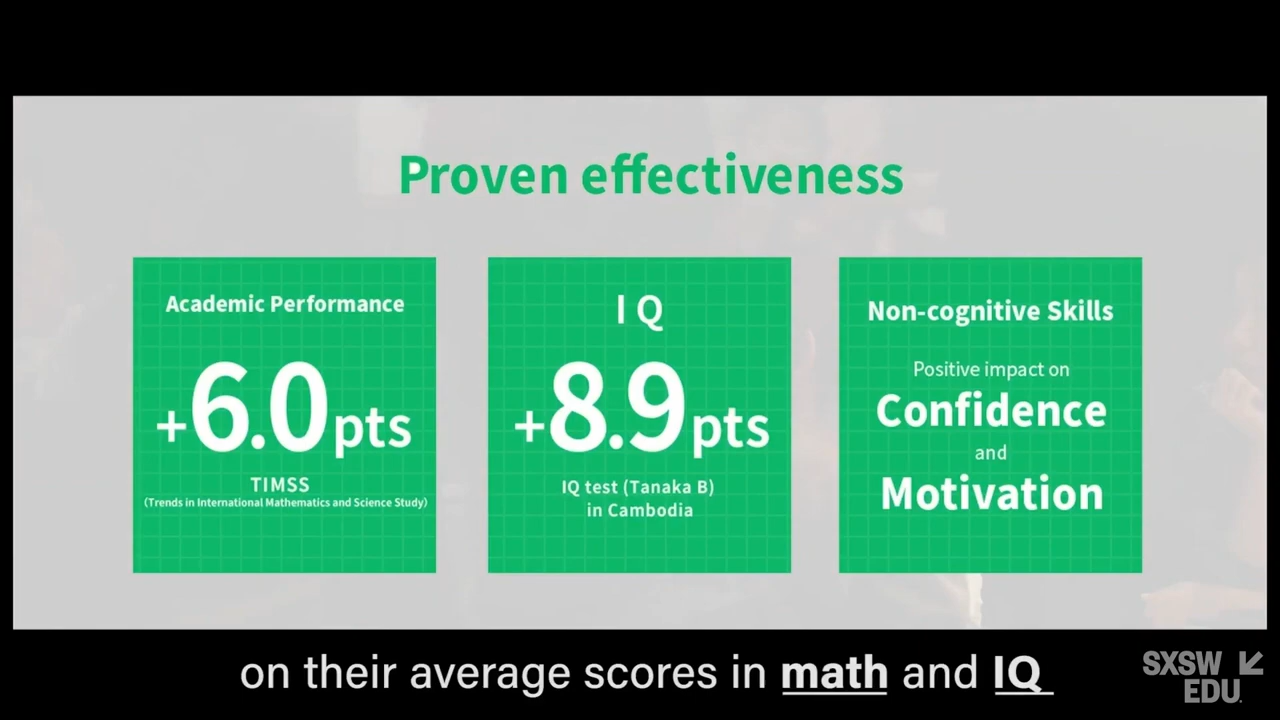 Proven effectiveness
Academic Performance
+6.0pts
TIMSS
(Trends in International Mathematics and Science Study)
IQ
+8.9pts
IQ test (Tanaka B)
in Cambodia
Non-cognitive Skills
Positive impact on
Confidence
and
Motivation
on their average scores in math and IQ
SXSW
EDU.